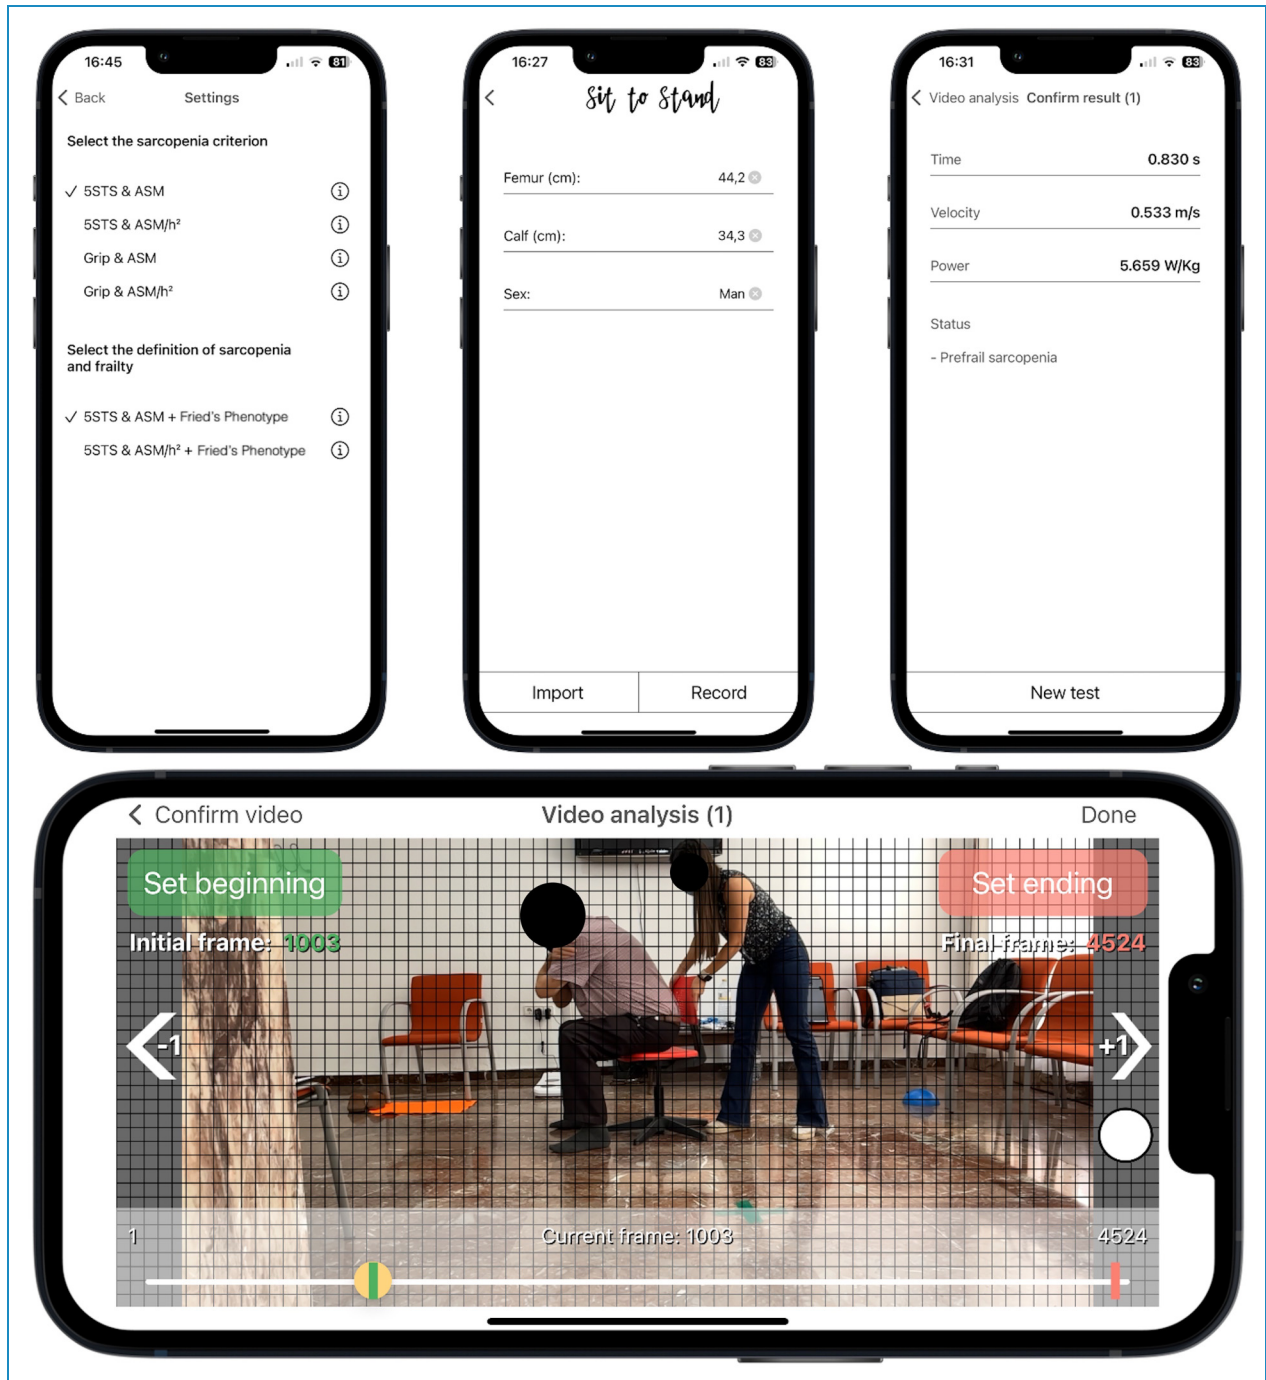 16:45
81
Back
Settings
Select the sarcopenia criterion
✓ 5STS & ASM
5STS & ASM/h²
Grip & ASM
Grip & ASM/h²
Select the definition of sarcopenia
and frailty
✓ 5STS & ASM + Fried's Phenotype
5STS & ASM/h² + Fried's Phenotype
16:27
83
Sit to Stand
Femur (cm): 44,2
Calf (cm): 34,3
Sex: Man
Import
Record
16:31
83
Video analysis Confirm result (1)
Time 0.830 s
Velocity 0.533 m/s
Power 5.659 W/Kg
Status
- Prefrail sarcopenia
New test
Confirm video
Video analysis (1)
Done
Set beginning
Set ending
Initial frame: 1003
Final frame: 4524
-1
+1
1
Current frame: 1003
4524